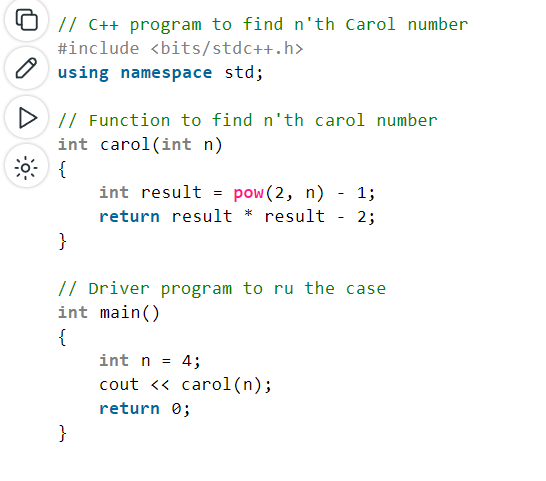 // C++ program to find n'th Carol number
#include <bits/stdc++.h>
using namespace std;
// Function to find n'th carol number
int carol(int n)
{
    int result = pow(2, n) - 1;
    return result * result - 2;
}
// Driver program to ru the case
int main()
{
    int n = 4;
    cout << carol(n);
    return 0;
}